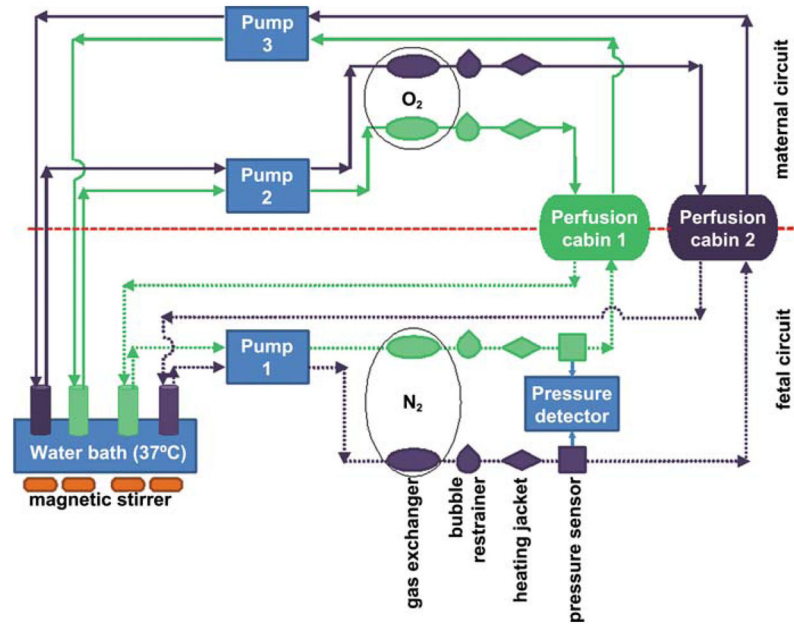 Pump
3
O2
Pump
2
maternal circuit
Perfusion
cabin 1
Perfusion
cabin 2
Pump
1
N2
Pressure
detector
fetal circuit
Water bath (37ºC)
magnetic stirrer
gas exchanger
bubble
restrainer
heating jacket
pressure sensor